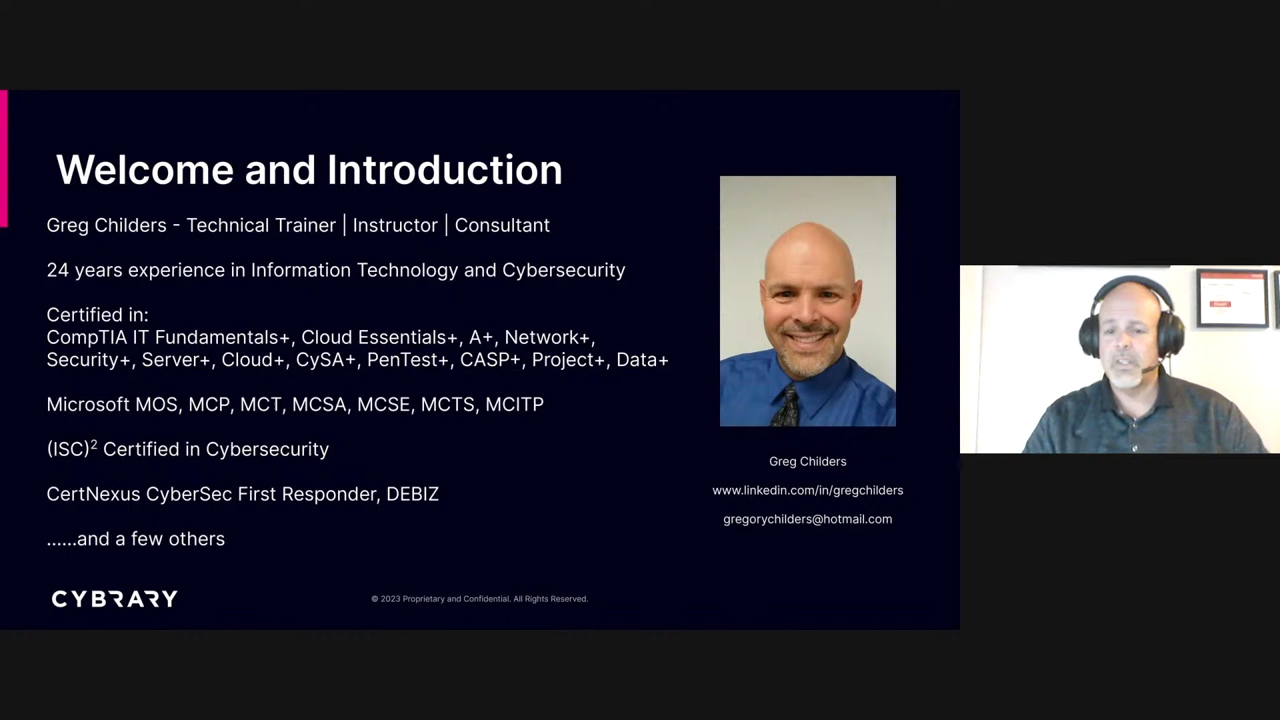 Welcome and Introduction
Greg Childers - Technical Trainer | Instructor | Consultant
24 years experience in Information Technology and Cybersecurity
Certified in:
CompTIA IT Fundamentals+, Cloud Essentials+, A+, Network+,
Security+, Server+, Cloud+, CySA+, PenTest+, CASP+, Project+, Data+
Microsoft MOS, MCP, MCT, MCSA, MCSE, MCTS, MCITP
(ISC)² Certified in Cybersecurity
CertNexus CyberSec First Responder, DEBIZ
......and a few others
Greg Childers
www.linkedin.com/in/gregchilders
gregorychilders@hotmail.com
CYBRARY
© 2023 Proprietary and Confidential. All Rights Reserved.